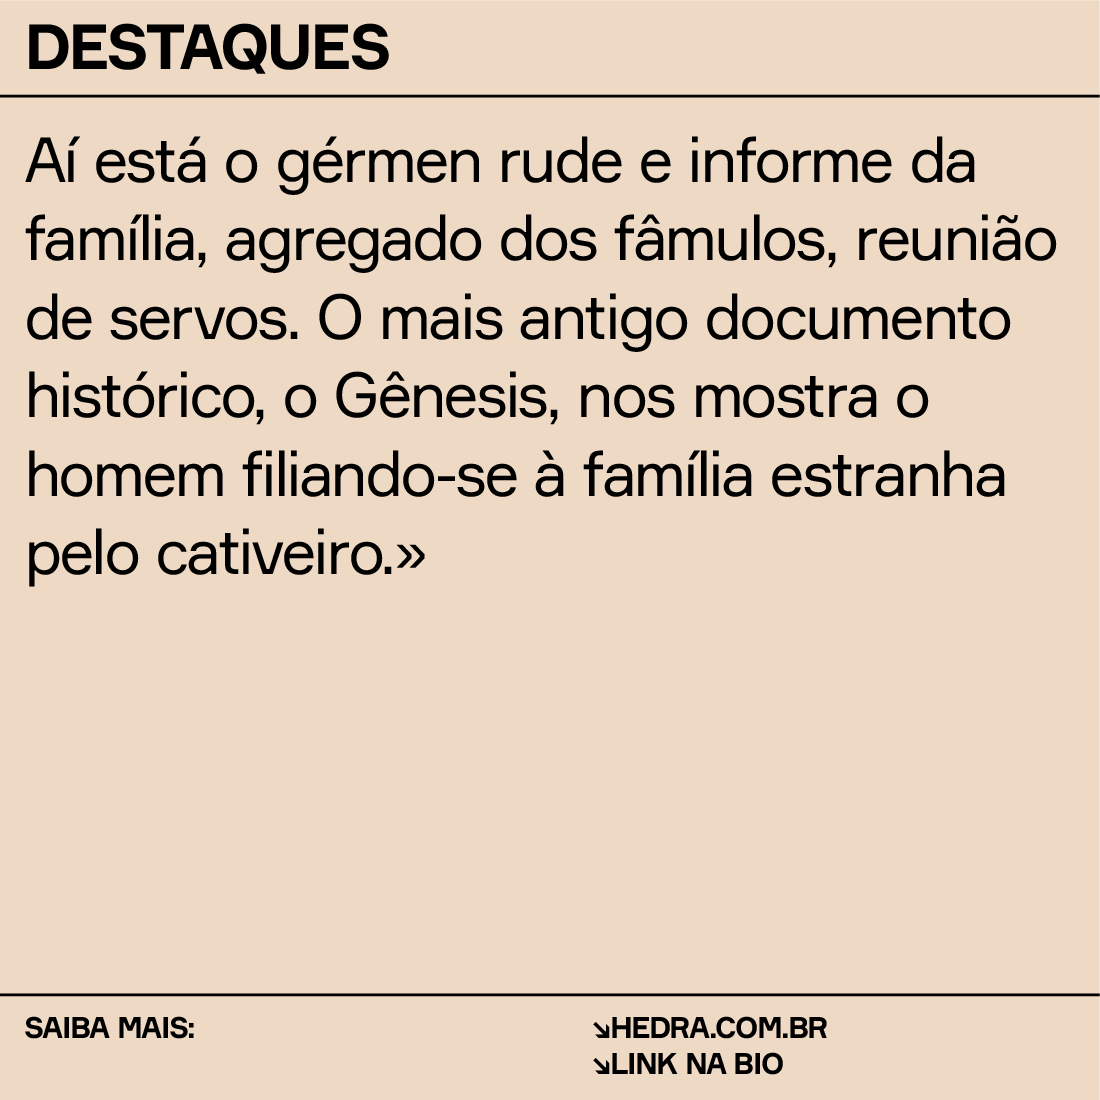 DESTAQUES
Aí está o gérmen rude e informe da
família, agregado dos fâmulos, reunião
de servos. O mais antigo documento
histórico, o Gênesis, nos mostra o
homem filiando-se à família estranha
pelo cativeiro.»
SAIBA MAIS:
↘HEDRA.COM.BR
↘LINK NA BIO